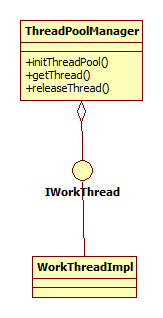 ThreadPoolManager
+initThreadPool()
+getThread()
+releaseThread()
IWorkThread
WorkThreadImpl